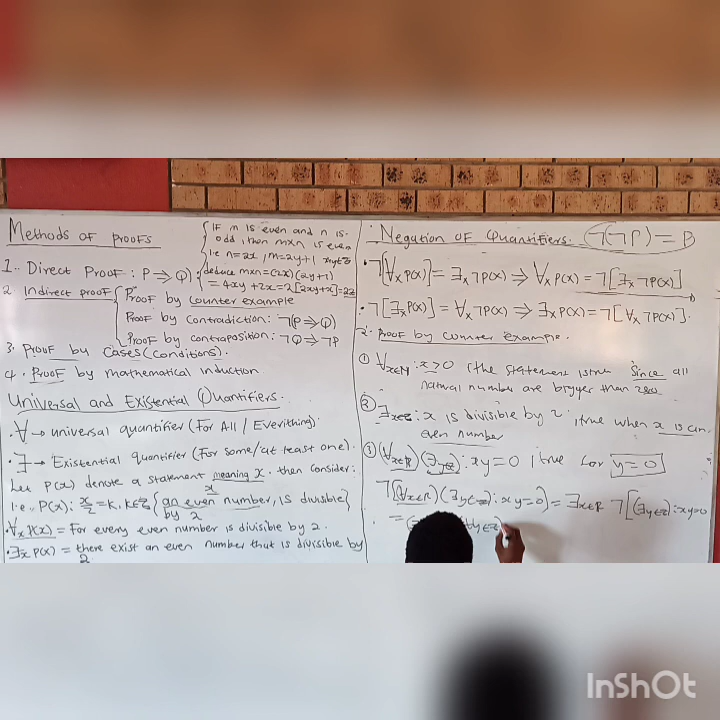 Methods of Proofs
1. Direct Proof : P ⇒ Q
{IF m is even and n is
odd, then m×n is even
i.e n=2x, m=2y+1 x,y∈Z
deduce m×n=(2x)(2y+1)
= 4xy+2x=2[2xy+x]=2z
2. Indirect proof { Proof by counter example
Proof by contradiction: ¬(P⇒Q)
Proof by contraposition: ¬Q ⇒ ¬P
3. Proof by cases (conditions).
4. Proof by mathematical induction.
Universal and Existential Quantifiers.
• ∀ → universal quantifier (For All / Everything).
• ∃ → Existential quantifier (For some/at least one).
Let P(x) denote a statement meaning x. then consider:
i.e., P(x): x/2 = k, k∈Z { x an even number, is divisible
by 2
• ∀x P(x) = For every even number is divisible by 2.
• ∃x P(x) = there exist an even number that is divisible by
2
• Negation of Quantifiers. ¬(¬P) = P
• ¬[∀x P(x)] = ∃x ¬P(x) ⇒ ∀x P(x) = ¬[∃x ¬P(x)]
• ¬[∃x P(x)] = ∀x ¬P(x) ⇒ ∃x P(x) = ¬[∀x ¬P(x)].
2. Proof by counter example.
① ∀x∈N : x>0 , the statement is true since all
natural number are bigger than zero
② ∃x∈Z : x is divisible by 2 , true when x is an
even number
③ (∀x∈R)(∃y∈Z): xy=0 , true for y=0
¬[(∀x∈R)(∃y∈Z): xy=0] = ∃x∈R ¬[(∃y∈Z): xy=0
= ∀y∈Z)
InShOt